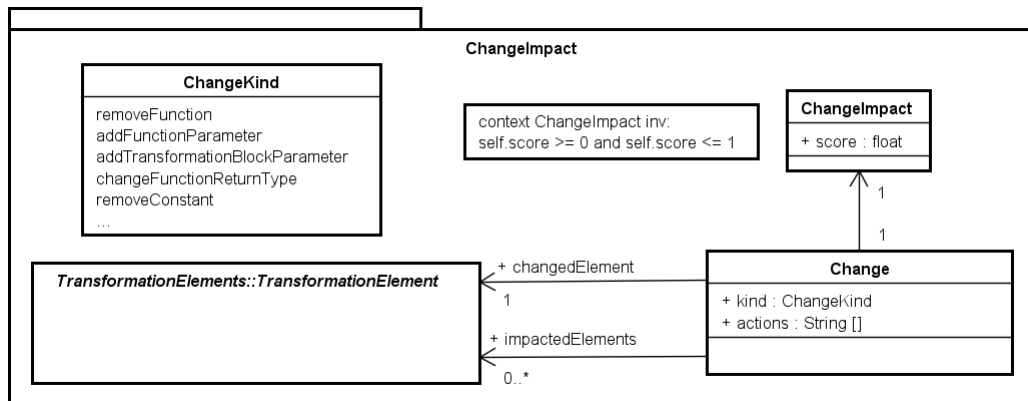 ChangeImpact
ChangeKind
removeFunction
addFunctionParameter
addTransformationBlockParameter
changeFunctionReturnType
removeConstant
...
context ChangeImpact inv:
self.score >= 0 and self.score <= 1
ChangeImpact
+ score : float
1
1
TransformationElements::TransformationElement
+ changedElement
1
+ impactedElements
0..*
Change
+ kind : ChangeKind
+ actions : String []